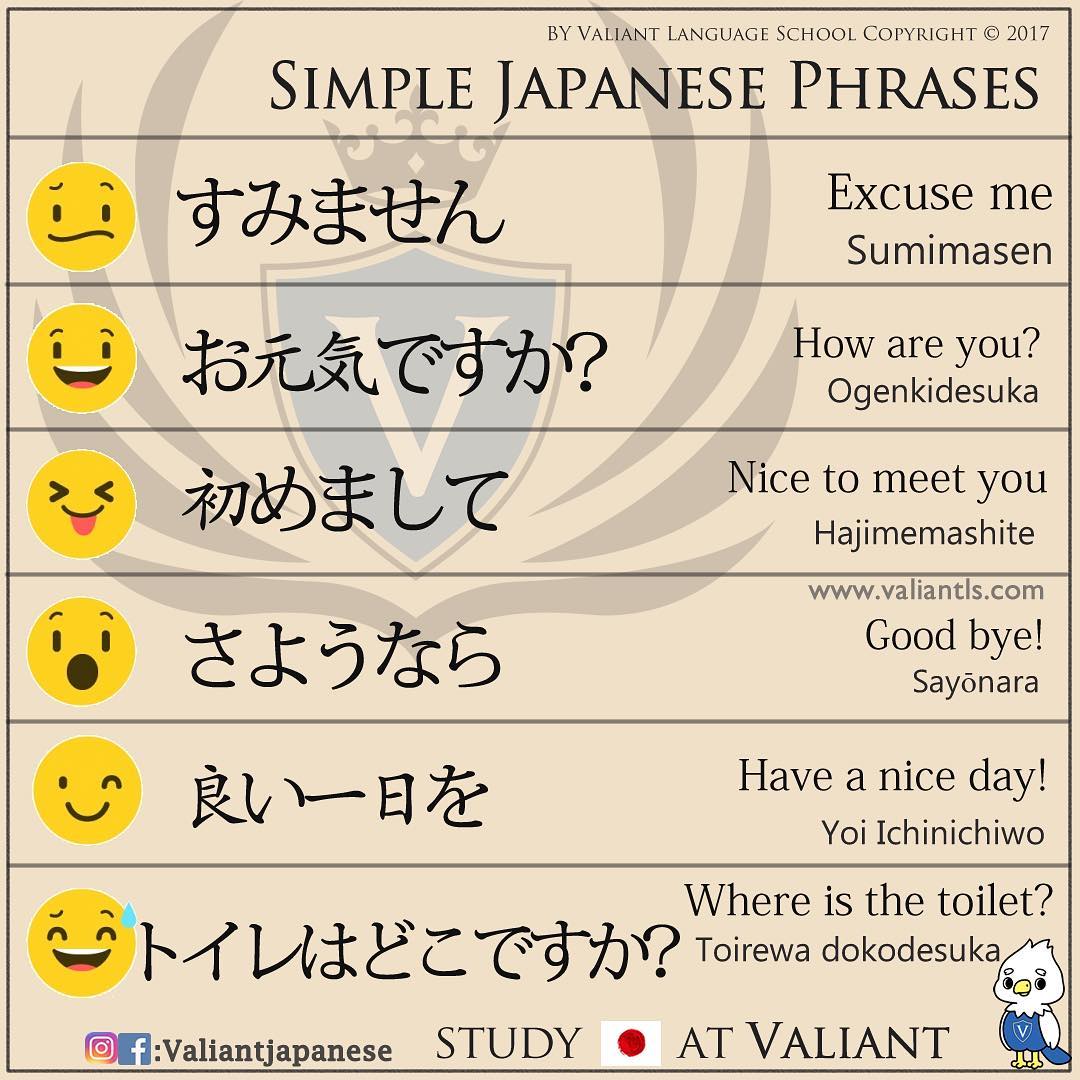 BY VALIANT LANGUAGE SCHOOL COPYRIGHT © 2017
SIMPLE JAPANESE PHRASES
すみません
Excuse me
Sumimasen
お元気ですか?
How are you?
Ogenkidesuka
初めまして
Nice to meet you
Hajimemashite
www.valiantls.com
さようなら
Good bye!
Sayōnara
良い一日を
Have a nice day!
Yoi Ichinichiwo
トイレはどこですか?
Where is the toilet?
Toirewa dokodesuka
:Valiantjapanese
STUDY AT VALIANT
V
V